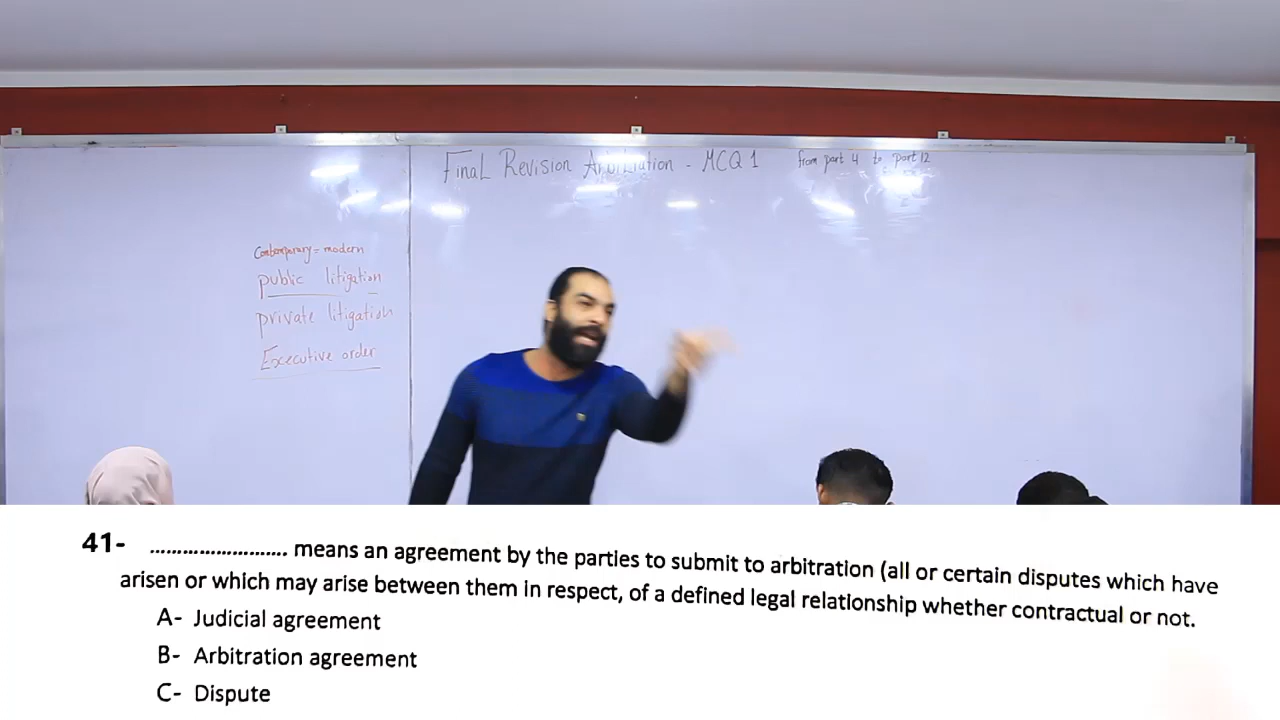 Final Revision Arbitration - MCQ 1 from part 4 to part 12
Contemporary = modern
public litigation
private litigation
Excecutive order
41- ......................... means an agreement by the parties to submit to arbitration (all or certain disputes which have
arisen or which may arise between them in respect, of a defined legal relationship whether contractual or not.
A- Judicial agreement
B- Arbitration agreement
C- Dispute